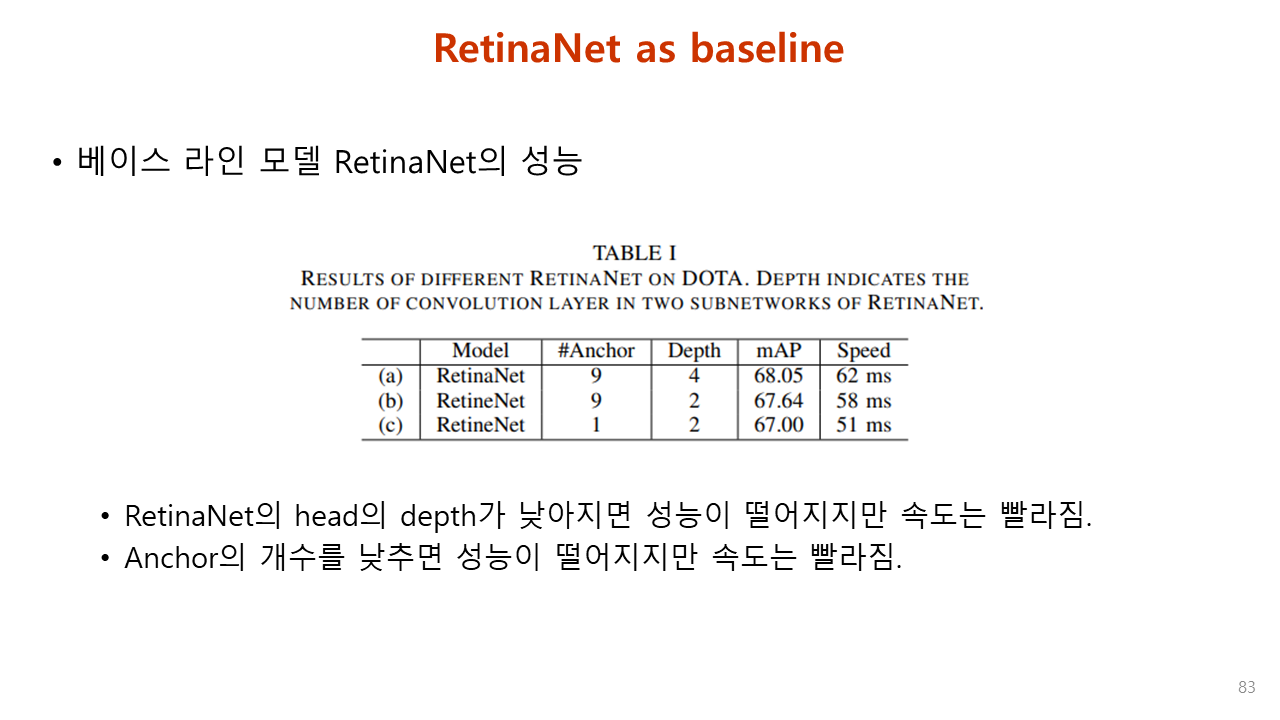 RetinaNet as baseline
• 베이스 라인 모델 RetinaNet의 성능
TABLE I
RESULTS OF DIFFERENT RETINANET ON DOTA. DEPTH INDICATES THE
NUMBER OF CONVOLUTION LAYER IN TWO SUBNETWORKS OF RETINANET.
Model #Anchor Depth mAP Speed
(a) RetinaNet 9 4 68.05 62 ms
(b) RetineNet 9 2 67.64 58 ms
(c) RetineNet 1 2 67.00 51 ms
• RetinaNet의 head의 depth가 낮아지면 성능이 떨어지지만 속도는 빨라짐.
• Anchor의 개수를 낮추면 성능이 떨어지지만 속도는 빨라짐.
83